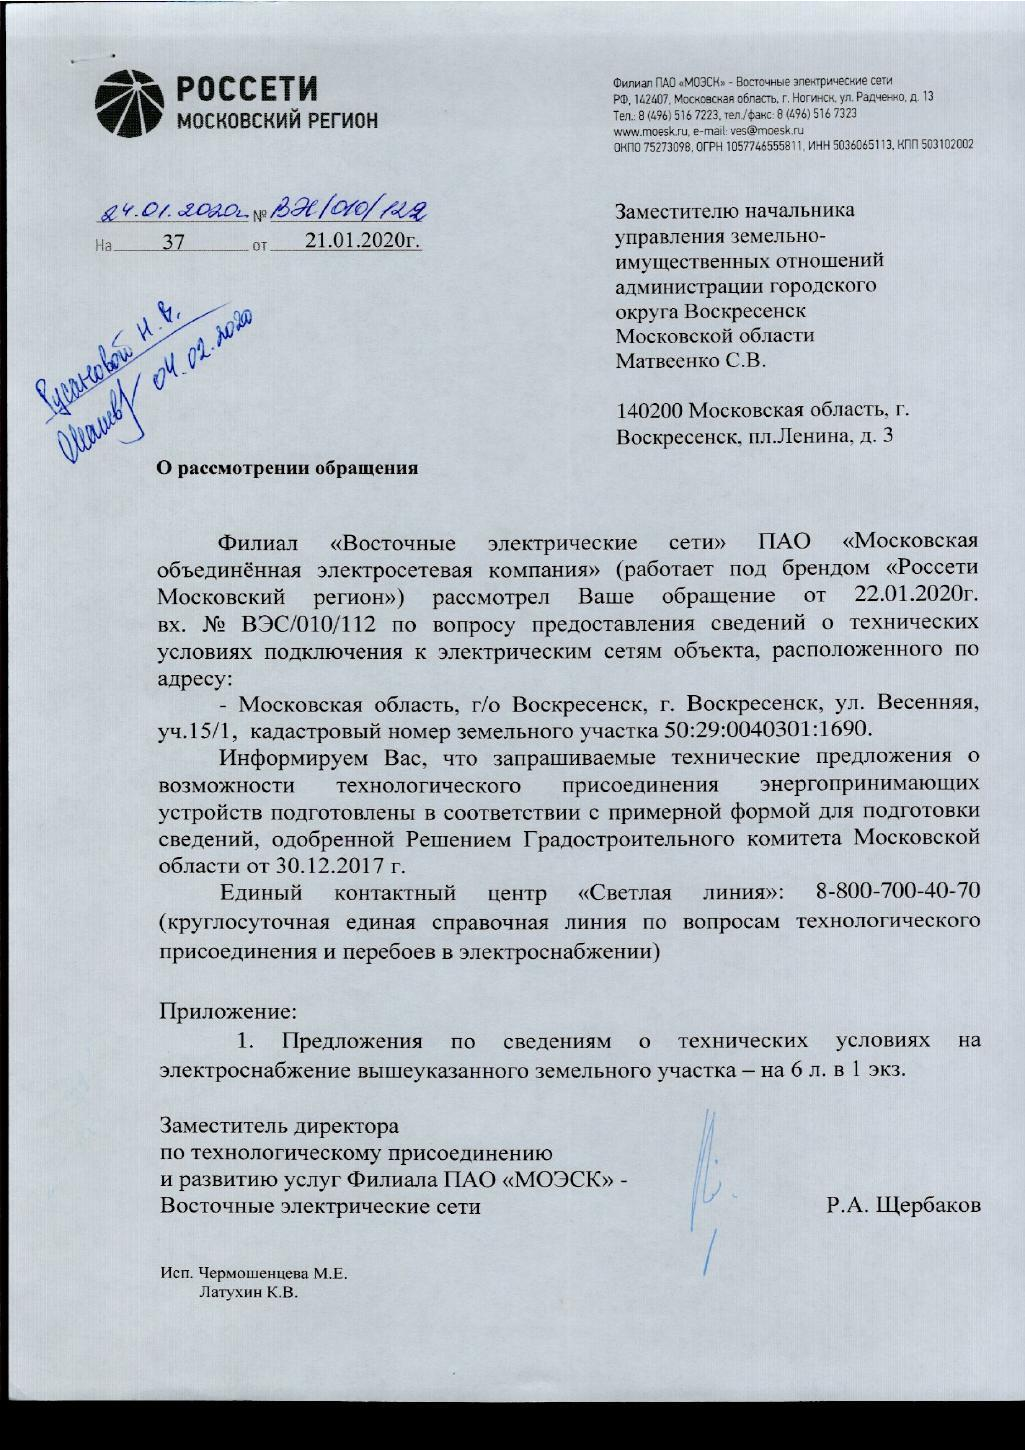 РОССЕТИ
МОСКОВСКИЙ РЕГИОН
Филиал ПАО «МОЭСК» - Восточные электрические сети
РФ, 142407, Московская область, г. Ногинск, ул. Радченко, д. 13
Тел.: 8 (496) 516 7223, тел./факс: 8 (496) 516 7323
www.moesk.ru, e-mail: ves@moesk.ru
ОКПО 75273098, ОГРН 1057746555811, ИНН 5036065113, КПП 503102002
24.01.2020г. № ВЭС/010/122
На 37 от 21.01.2020г.
Заместителю начальника
управления земельно-
имущественных отношений
администрации городского
округа Воскресенск
Московской области
Матвеенко С.В.
140200 Московская область, г.
Воскресенск, пл.Ленина, д. 3
Русановой Н.
04.02.2020
О рассмотрении обращения
Филиал «Восточные электрические сети» ПАО «Московская
объединённая электросетевая компания» (работает под брендом «Россети
Московский регион») рассмотрел Ваше обращение от 22.01.2020г.
вх. № ВЭС/010/112 по вопросу предоставления сведений о технических
условиях подключения к электрическим сетям объекта, расположенного по
адресу:
- Московская область, г/о Воскресенск, г. Воскресенск, ул. Весенняя,
уч.15/1, кадастровый номер земельного участка 50:29:0040301:1690.
Информируем Вас, что запрашиваемые технические предложения о
возможности технологического присоединения энергопринимающих
устройств подготовлены в соответствии с примерной формой для подготовки
сведений, одобренной Решением Градостроительного комитета Московской
области от 30.12.2017 г.
Единый контактный центр «Светлая линия»: 8-800-700-40-70
(круглосуточная единая справочная линия по вопросам технологического
присоединения и перебоев в электроснабжении)
Приложение:
1. Предложения по сведениям о технических условиях на
электроснабжение вышеуказанного земельного участка – на 6 л. в 1 экз.
Заместитель директора
по технологическому присоединению
и развитию услуг Филиала ПАО «МОЭСК» -
Восточные электрические сети
Р.А. Щербаков
Исп. Чермошенцева М.Е.
Латухин К.В.